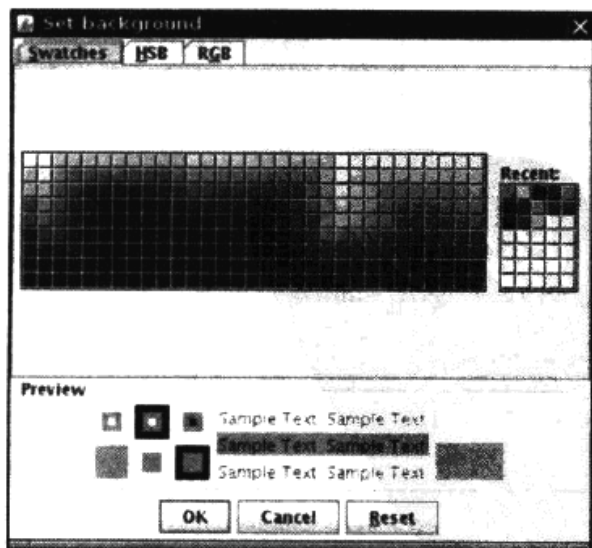 Set background
Swatches HSB RGB
Recent:
Preview
Sample Text Sample Text
Sample Text Sample Text
Sample Text Sample Text
OK Cancel Reset